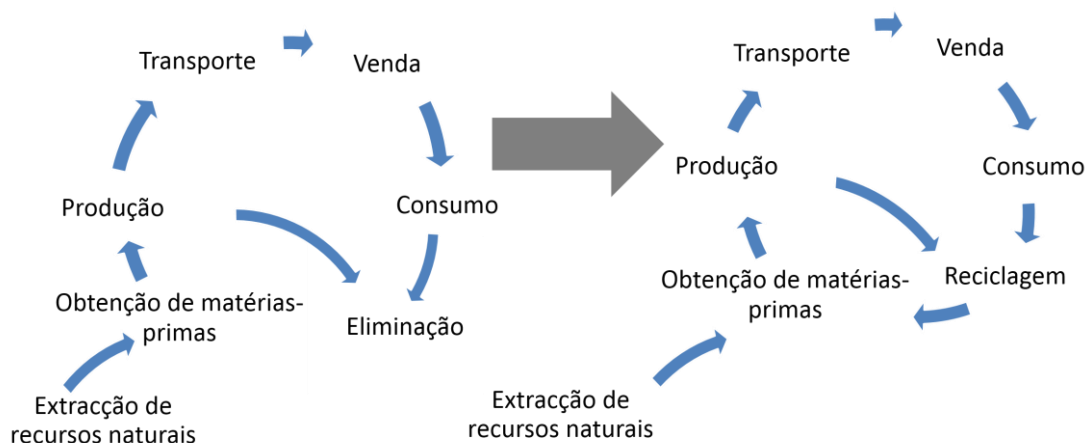 Transporte
Venda
Produção
Consumo
Obtenção de matérias-
primas
Eliminação
Extracção de
recursos naturais
Transporte
Venda
Produção
Consumo
Obtenção de matérias-
primas
Reciclagem
Extracção de
recursos naturais